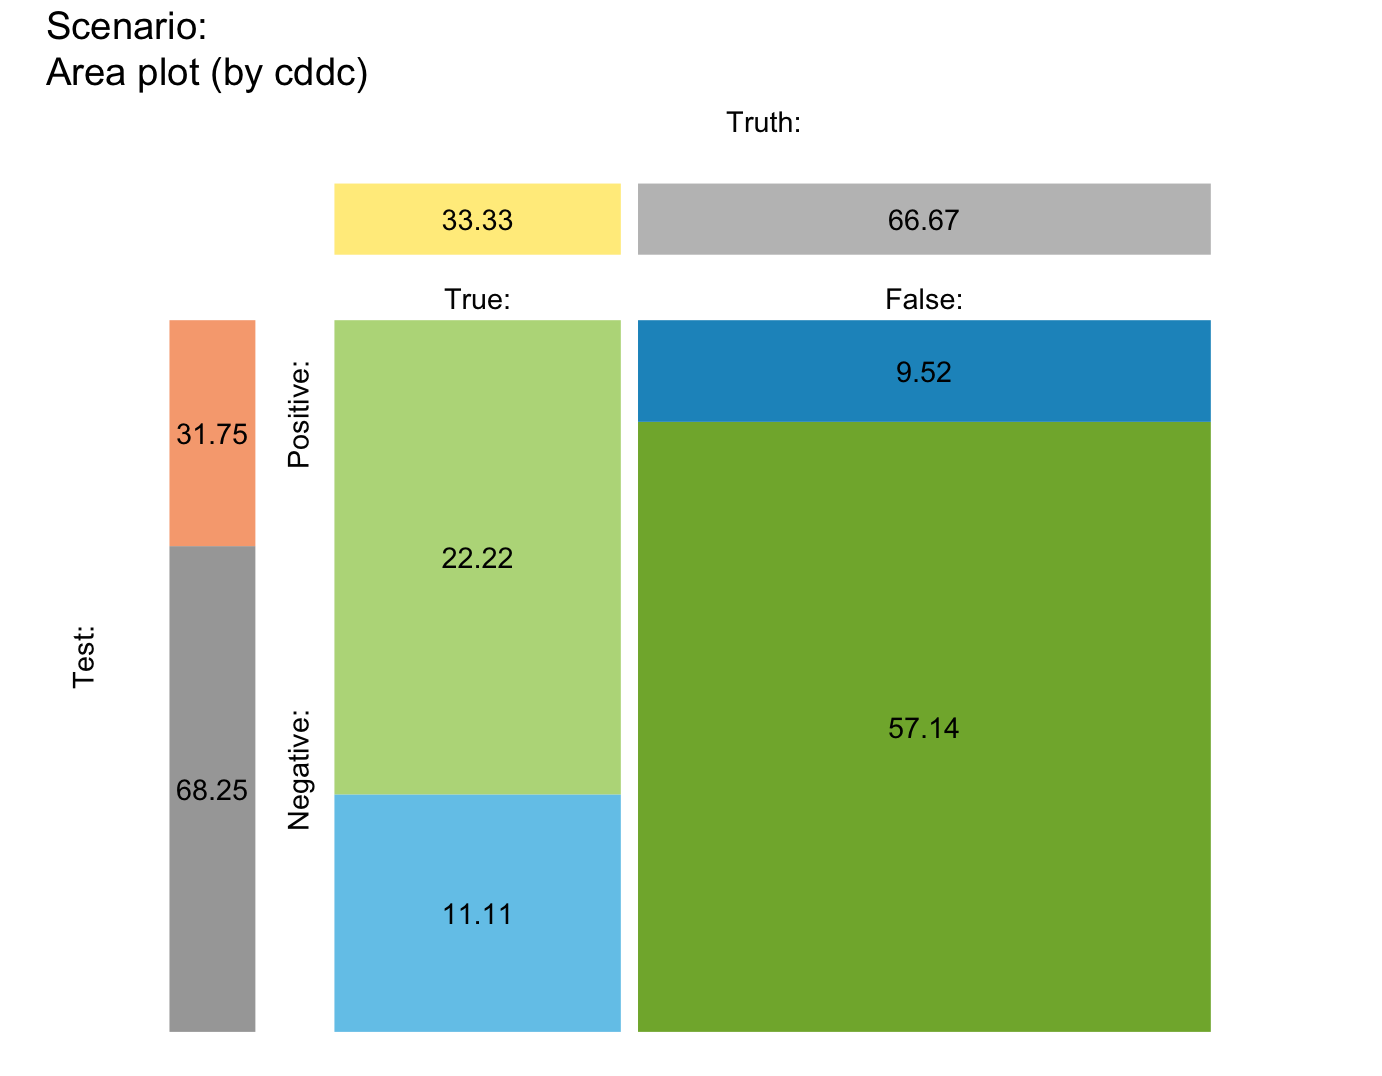 Scenario:
Area plot (by cddc)
Truth:
33.33
66.67
True:
False:
Test:
31.75
68.25
Positive:
Negative:
22.22
9.52
11.11
57.14